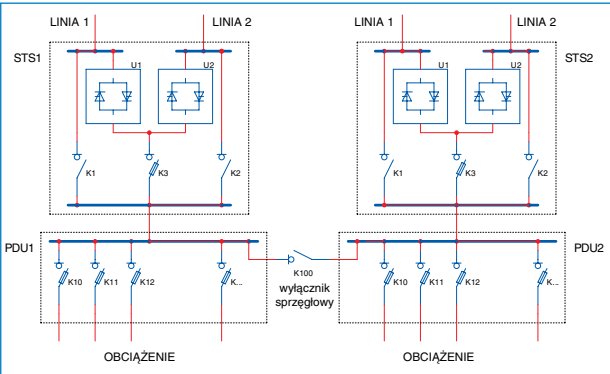 LINIA 1 LINIA 2 LINIA 1 LINIA 2
STS1 U1 U2 U1 U2 STS2
K1 K3 K2 K1 K3 K2
PDU1 PDU2
K10 K11 K12 K... K100 K10 K11 K12 K...
wyłącznik
sprzęgłowy
OBCIĄŻENIE OBCIĄŻENIE